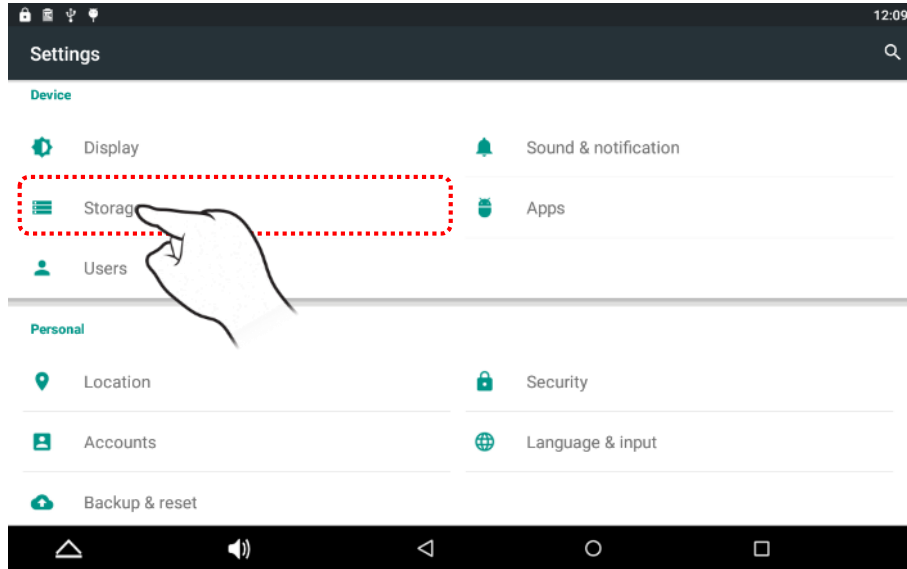 12:09
Settings
Device
Display
Sound & notification
Storag
Apps
Users
Personal
Location
Security
Accounts
Language & input
Backup & reset